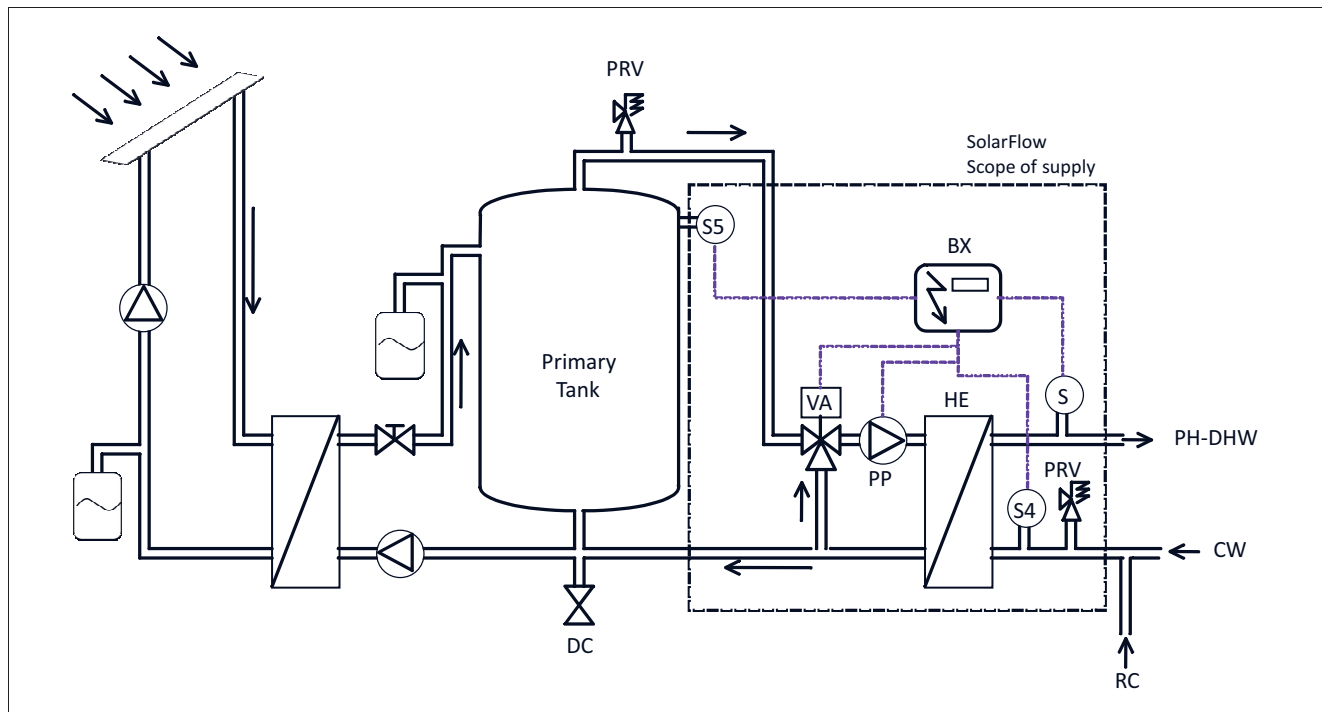 PRV
SolarFlow
Scope of supply
S5
BX
Primary
Tank
VA
HE
S
PH-DHW
PP
PRV
S4
CW
DC
RC